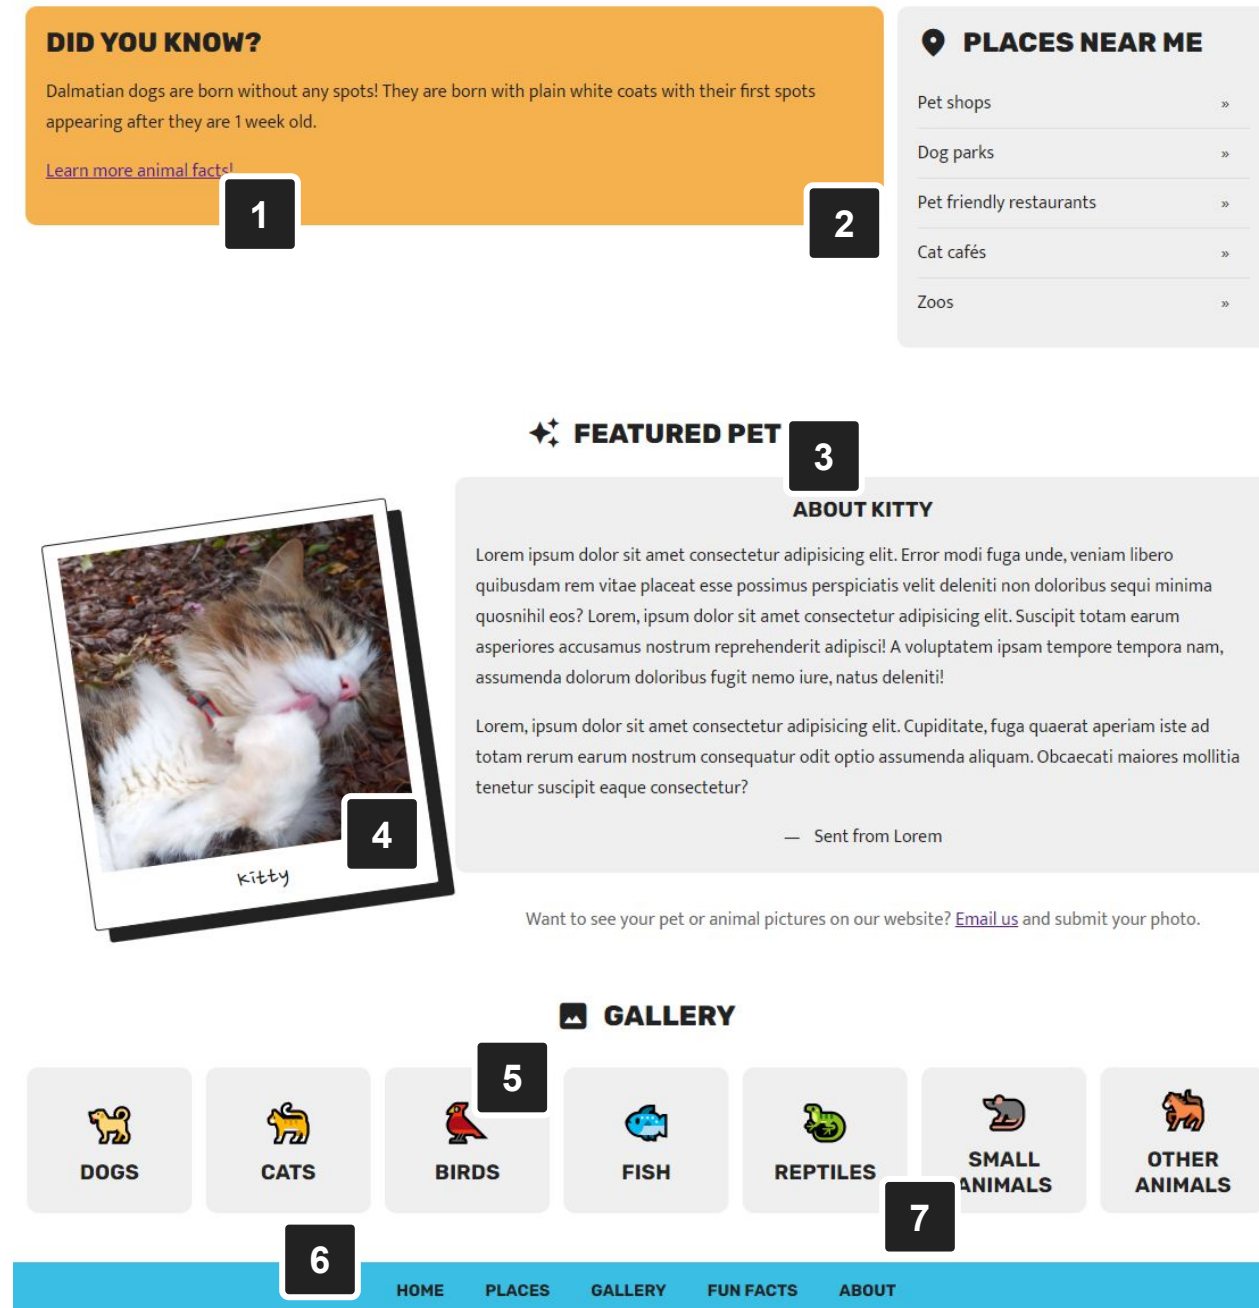 DID YOU KNOW?
Dalmatian dogs are born without any spots! They are born with plain white coats with their first spots
appearing after they are 1 week old.
Learn more animal facts!
1
2
PLACES NEAR ME
Pet shops »
Dog parks »
Pet friendly restaurants »
Cat cafés »
Zoos »
FEATURED PET
3
ABOUT KITTY
Lorem ipsum dolor sit amet consectetur adipisicing elit. Error modi fuga unde, veniam libero
quibusdam rem vitae placeat esse possimus perspiciatis velit deleniti non doloribus sequi minima
quosnihil eos? Lorem, ipsum dolor sit amet consectetur adipisicing elit. Suscipit totam earum
asperiores accusamus nostrum reprehenderit adipisci! A voluptatem ipsam tempore tempora nam,
assumenda dolorum doloribus fugit nemo iure, natus deleniti!
Lorem, ipsum dolor sit amet consectetur adipisicing elit. Cupiditate, fuga quaerat aperiam iste ad
totam rerum earum nostrum consequatur odit optio assumenda aliquam. Obcaecati maiores mollitia
tenetur suscipit eaque consectetur?
— Sent from Lorem
4
Kitty
Want to see your pet or animal pictures on our website? Email us and submit your photo.
GALLERY
5
DOGS
CATS
BIRDS
FISH
REPTILES
SMALL
ANIMALS
OTHER
ANIMALS
7
6
HOME PLACES GALLERY FUN FACTS ABOUT